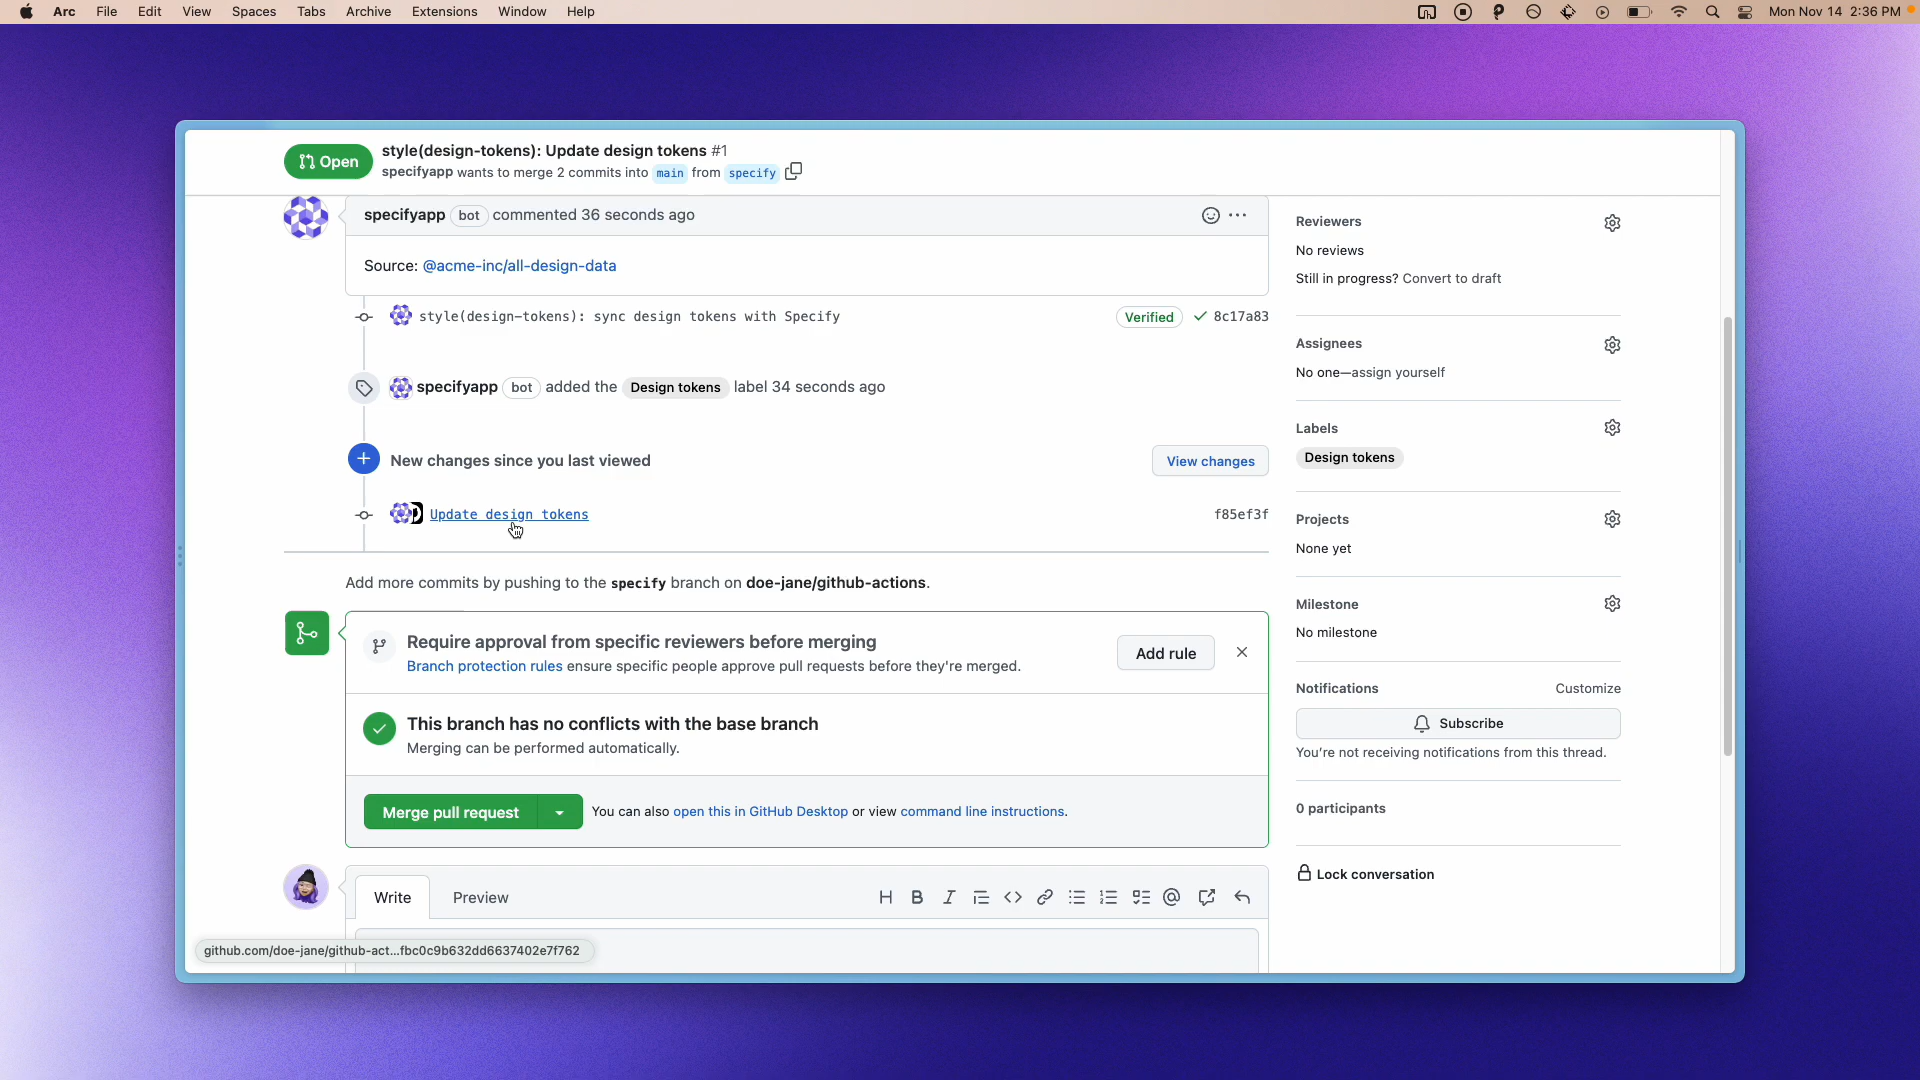 Arc File Edit View Spaces Tabs Archive Extensions Window Help Mon Nov 14 2:36 PM
Open
style(design-tokens): Update design tokens #1
specifyapp wants to merge 2 commits into main from specify
specifyapp bot commented 36 seconds ago
Source: @acme-inc/all-design-data
style(design-tokens): sync design tokens with Specify Verified 8c17a83
specifyapp bot added the Design tokens label 34 seconds ago
New changes since you last viewed View changes
Update design tokens f85ef3f
Add more commits by pushing to the specify branch on doe-jane/github-actions.
Require approval from specific reviewers before merging
Branch protection rules ensure specific people approve pull requests before they're merged.
Add rule
This branch has no conflicts with the base branch
Merging can be performed automatically.
Merge pull request You can also open this in GitHub Desktop or view command line instructions.
Write Preview
github.com/doe-jane/github-act...fbc0c9b632dd6637402e7f762
Reviewers
No reviews
Still in progress? Convert to draft
Assignees
No one—assign yourself
Labels
Design tokens
Projects
None yet
Milestone
No milestone
Notifications Customize
Subscribe
You're not receiving notifications from this thread.
0 participants
Lock conversation